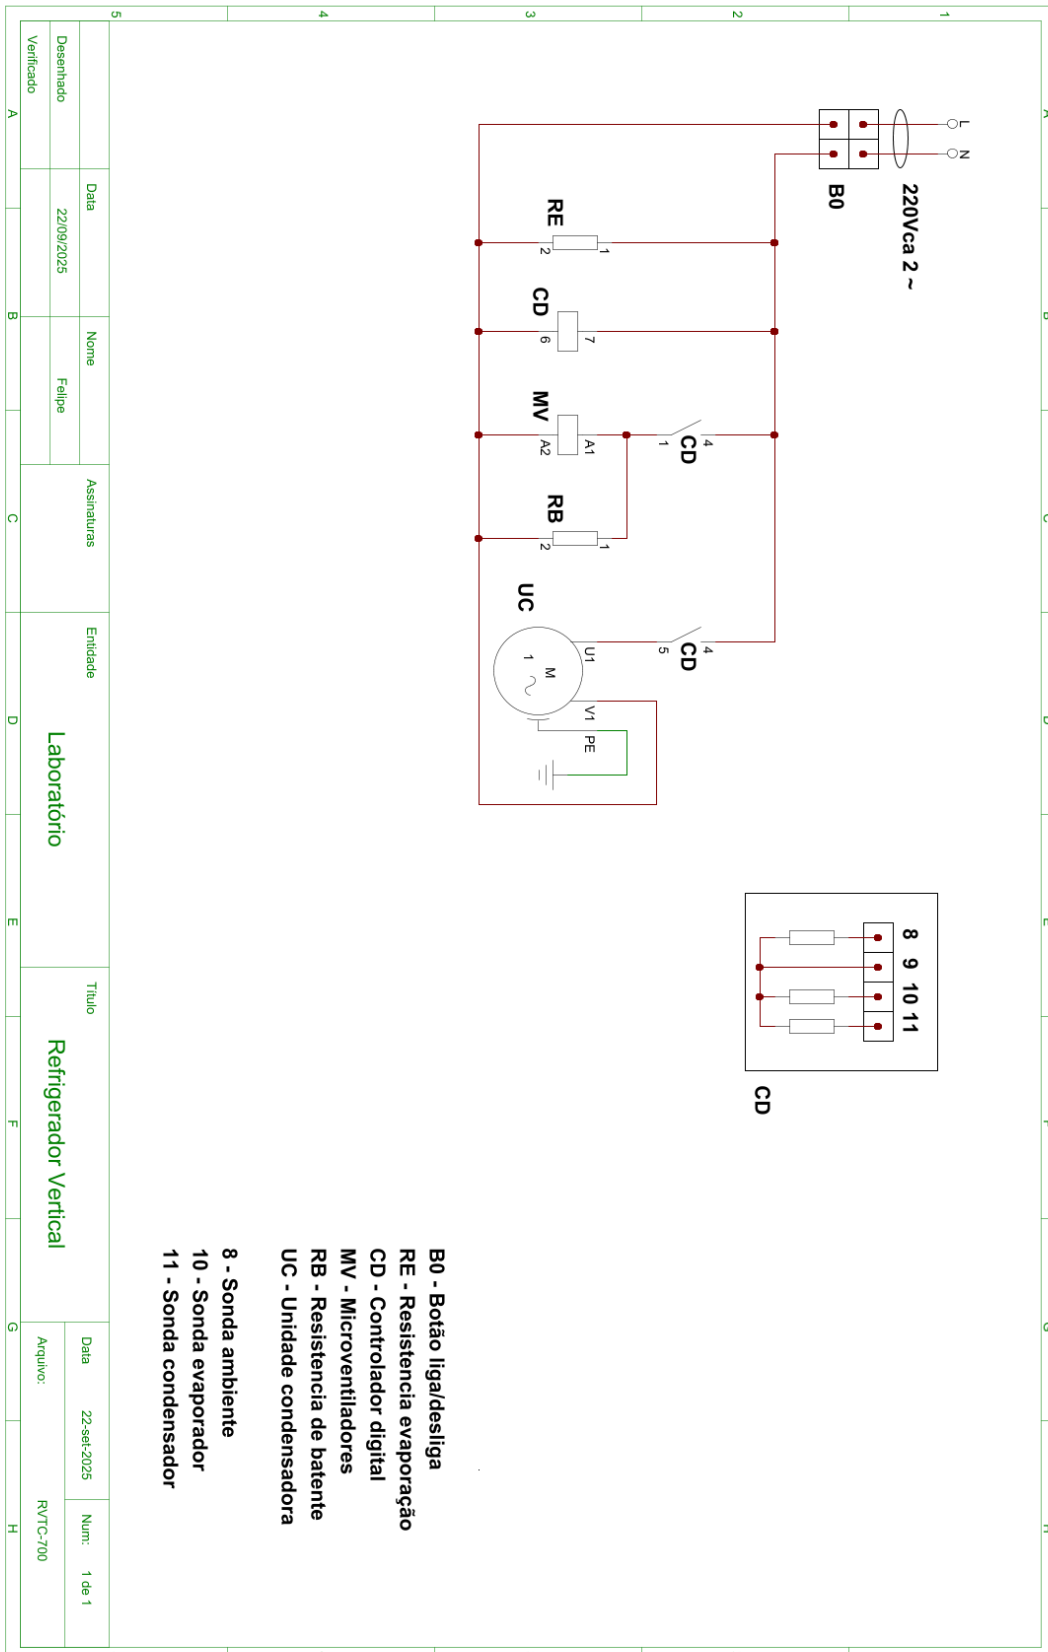 1
2
3
4
5
A
B
C
D
E
F
G
H
L
N
220Vca 2 ~
B0
RE
1
2
CD
7
6
MV
A1
A2
CD
4
1
RB
1
2
CD
4
5
UC
U1
V1
PE
M
1
8 9 10 11
CD
B0 - Botão liga/desliga
RE - Resistencia evaporação
CD - Controlador digital
MV - Microventiladores
RB - Resistencia de batente
UC - Unidade condensadora
8 - Sonda ambiente
10 - Sonda evaporador
11 - Sonda condensador
Data
Nome
Assinaturas
Entidade
Título
Desenhado
22/09/2025
Felipe
Verificado
Laboratório
Refrigerador Vertical
Data
22-set-2025
Num:
1 de 1
Arquivo:
RVTC-700
A
B
C
D
E
F
G
H